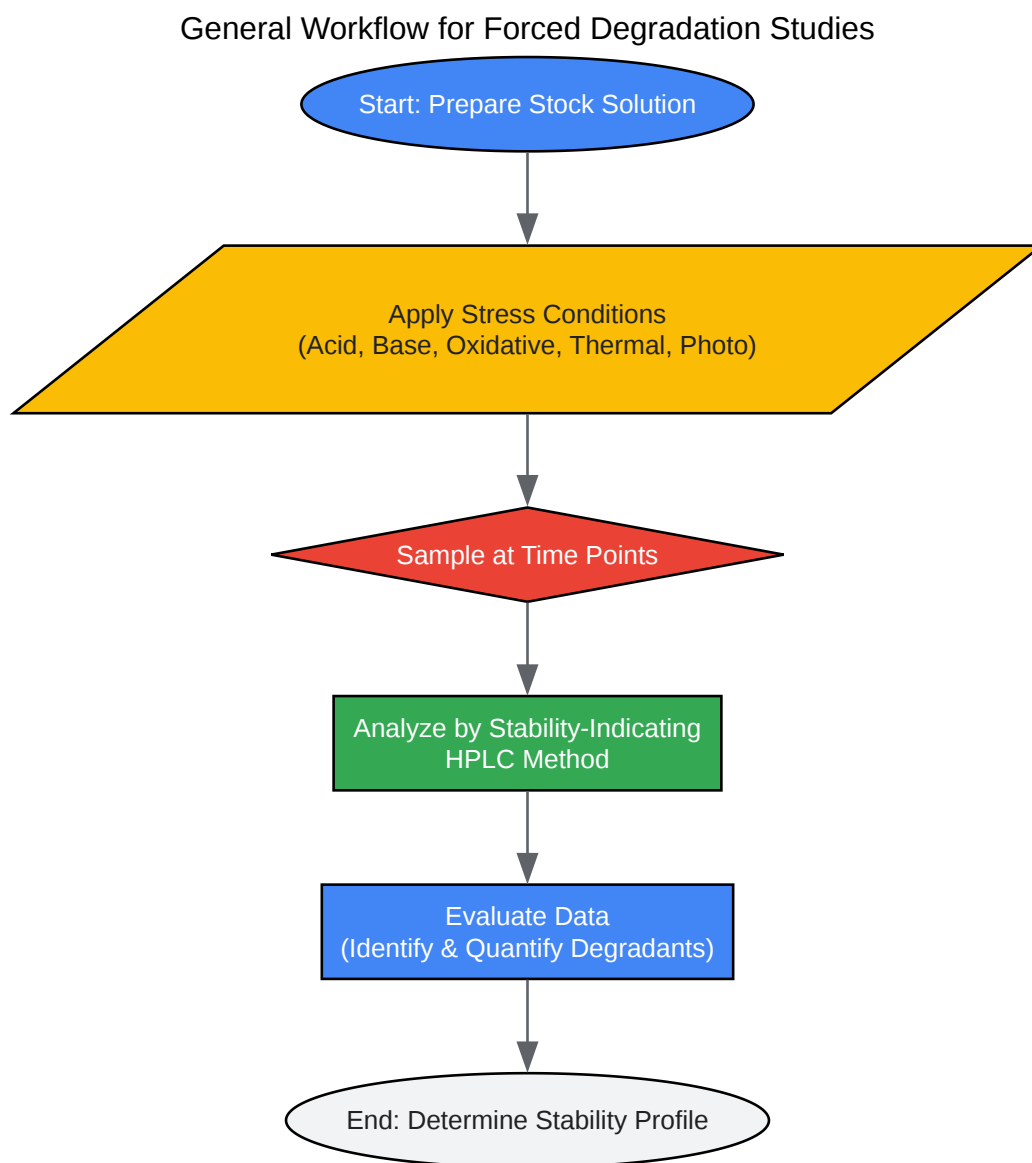 General Workflow for Forced Degradation Studies
Start: Prepare Stock Solution
Apply Stress Conditions
(Acid, Base, Oxidative, Thermal, Photo)
Sample at Time Points
Analyze by Stability-Indicating
HPLC Method
Evaluate Data
(Identify & Quantify Degradants)
End: Determine Stability Profile